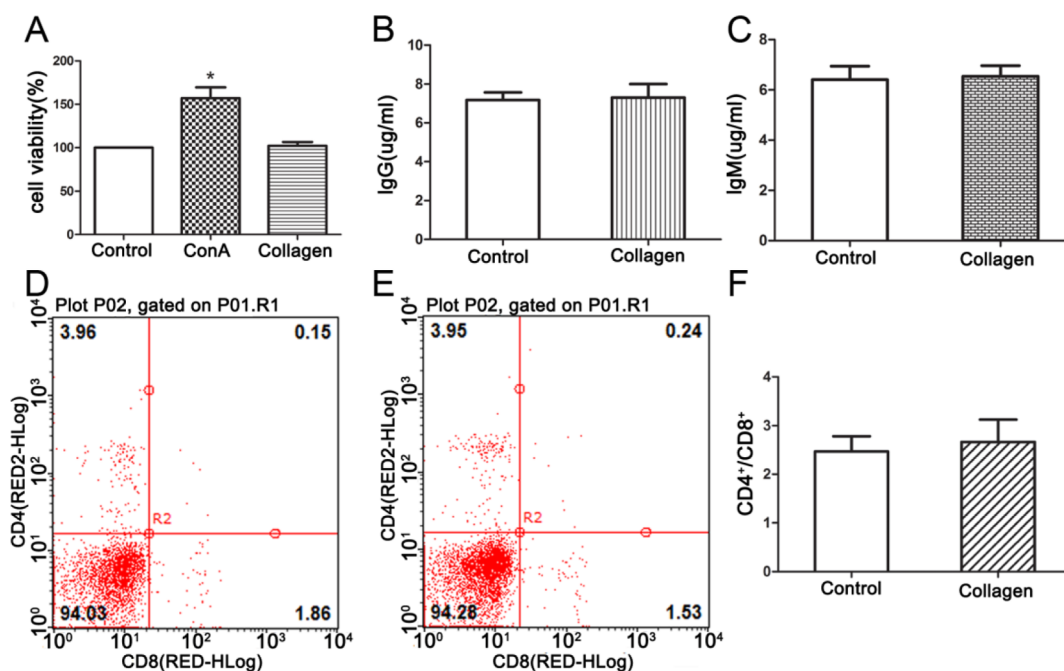 A
cell viability(%)
200
150
100
50
0
*
Control ConA Collagen
B
IgG(ug/ml)
10
8
6
4
2
0
Control Collagen
C
IgM(ug/ml)
8
6
4
2
0
Control Collagen
D
Plot P02, gated on P01.R1
CD4(RED2-HLog)
10⁴
10³
10²
10¹
10⁰
3.96 0.15
R2
94.03 1.86
10⁰ 10¹ 10² 10³ 10⁴
CD8(RED-HLog)
E
Plot P02, gated on P01.R1
CD4(RED2-HLog)
10⁴
10³
10²
10¹
10⁰
3.95 0.24
R2
94.28 1.53
10⁰ 10¹ 10² 10³ 10⁴
CD8(RED-HLog)
F
CD4⁺/CD8⁺
4
3
2
1
0
Control Collagen